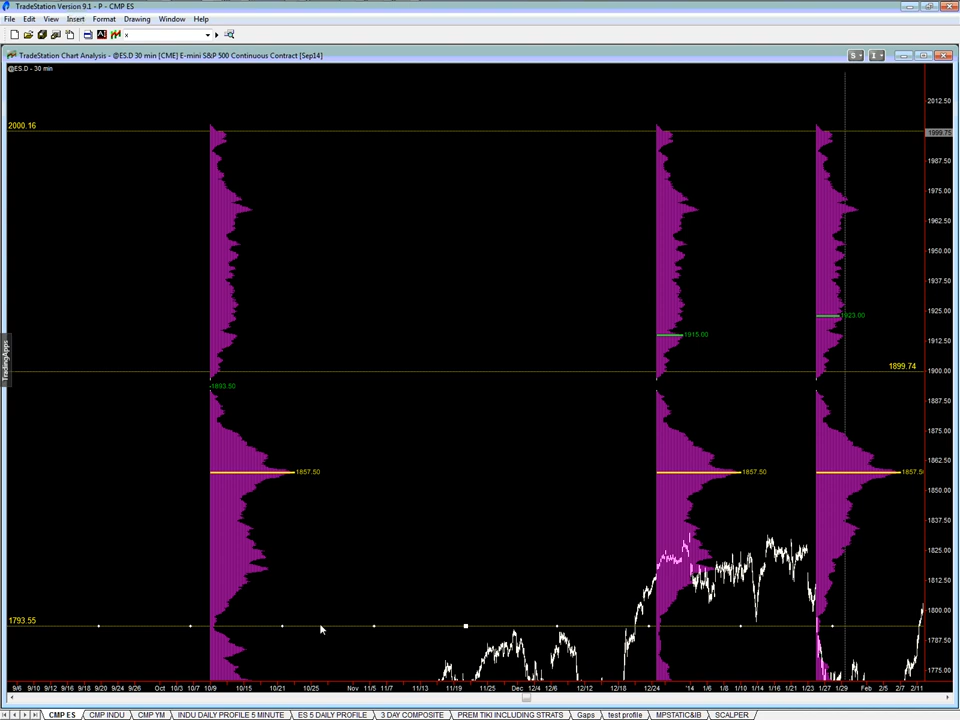 TradeStation Version 9.1 - P - CMP ES
File Edit View Insert Format Drawing Window Help
x
TradeStation Chart Analysis - @ES.D 30 min [CME] E-mini S&P 500 Continuous Contract [Sep14]
S I
@ES.D - 30 min
2012.50
2000.16
1999.75
1987.50
1975.00
1962.50
1950.00
1937.50
1925.00
1923.00
1915.00
1912.50
1899.74
1900.00
1893.50
1887.50
1875.00
1862.50
1857.50 1857.50 1857.5
1850.00
1837.50
1825.00
1812.50
1800.00
1793.55
1787.50
1775.00
TradingApps
9/6 9/10 9/12 9/16 9/18 9/20 9/24 9/26 Oct 10/3 10/7 10/9 10/15 10/21 10/25 Nov 11/5 11/7 11/13 11/19 11/25 Dec 12/4 12/6 12/12 12/18 12/24 '14 1/6 1/8 1/10 1/14 1/16 1/21 1/23 1/27 1/29 Feb 2/5 2/7 2/11
CMP ES CMP INDU CMP YM INDU DAILY PROFILE 5 MINUTE ES 5 DAILY PROFILE 3 DAY COMPOSITE PREM TIKI INCLUDING STRATS Gaps test profile MPSTATIC&IB SCALPER